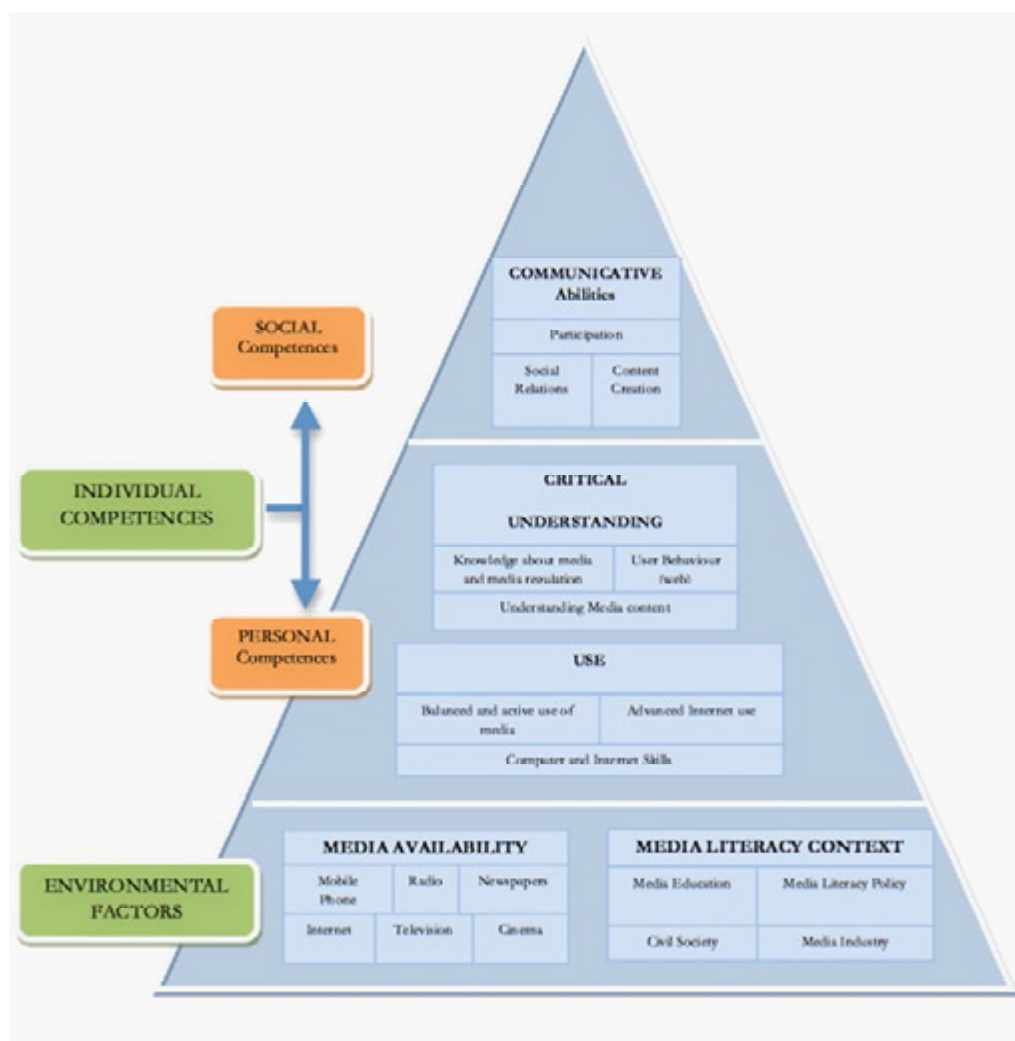 COMMUNICATIVE
Abilities
Participation
Social
Relations
Content
Creation
SOCIAL
Competences
INDIVIDUAL
COMPETENCES
PERSONAL
Competences
CRITICAL
UNDERSTANDING
Knowledge about media
and media regulation
User Behaviour
(web)
Understanding Media content
USE
Balanced and active use of
media
Advanced Internet use
Computer and Internet Skills
ENVIRONMENTAL
FACTORS
MEDIA AVAILABILITY
Mobile
Phone
Radio
Newspapers
Internet
Television
Cinema
MEDIA LITERACY CONTEXT
Media Education
Media Literacy Policy
Civil Society
Media Industry